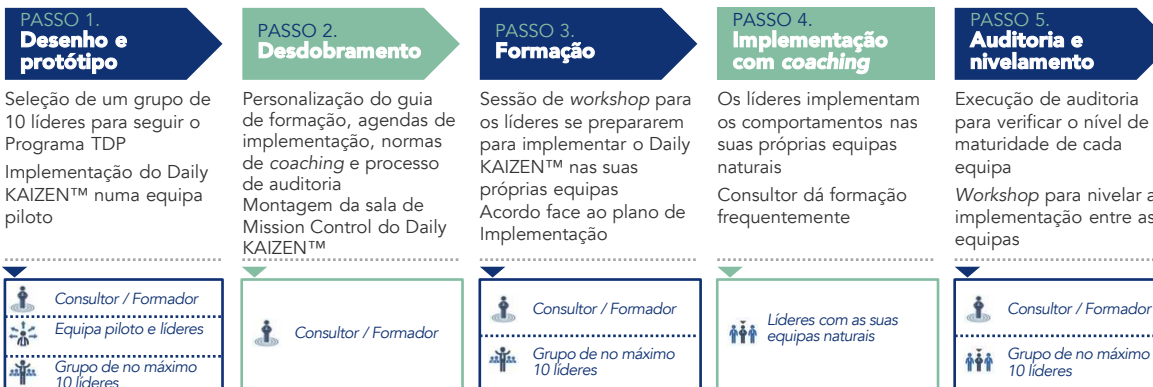 PASSO 1.
Desenho e
protótipo
Seleção de um grupo de
10 líderes para seguir o
Programa TDP
Implementação do Daily
KAIZEN™ numa equipa
piloto
Consultor / Formador
Equipa piloto e líderes
Grupo de no máximo
10 líderes
PASSO 2.
Desdobramento
Personalização do guia
de formação, agendas de
implementação, normas
de coaching e processo
de auditoria
Montagem da sala de
Mission Control do Daily
KAIZEN™
Consultor / Formador
PASSO 3.
Formação
Sessão de workshop para
os líderes se prepararem
para implementar o Daily
KAIZEN™ nas suas
próprias equipas
Acordo face ao plano de
Implementação
Consultor / Formador
Grupo de no máximo
10 líderes
PASSO 4.
Implementação
com coaching
Os líderes implementam
os comportamentos nas
suas próprias equipas
naturais
Consultor dá formação
frequentemente
Líderes com as suas
equipas naturais
PASSO 5.
Auditoria e
nivelamento
Execução de auditoria
para verificar o nível de
maturidade de cada
equipa
Workshop para nivelar a
implementação entre as
equipas
Consultor / Formador
Grupo de no máximo
10 líderes